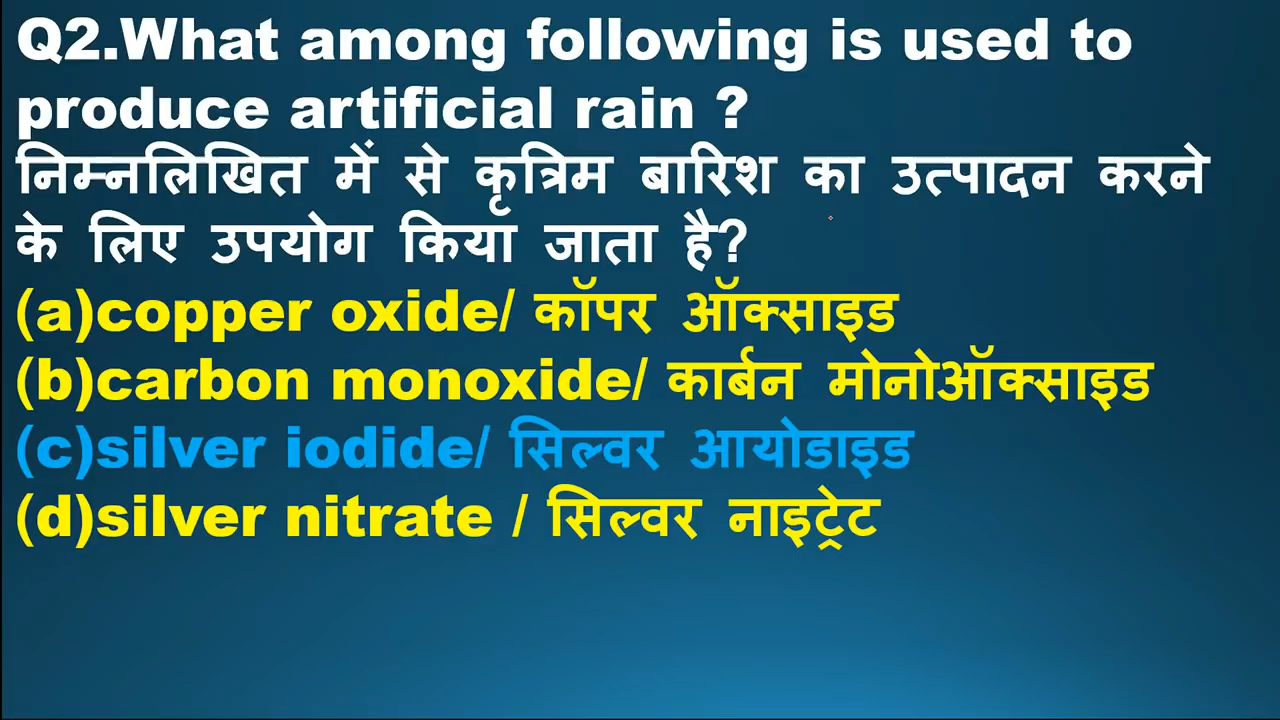 Q2.What among following is used to
produce artificial rain ?
निम्नलिखित में से कृत्रिम बारिश का उत्पादन करने
के लिए उपयोग किया जाता है?
(a)copper oxide/ कॉपर ऑक्साइड
(b)carbon monoxide/ कार्बन मोनोऑक्साइड
(c)silver iodide/ सिल्वर आयोडाइड
(d)silver nitrate / सिल्वर नाइट्रेट